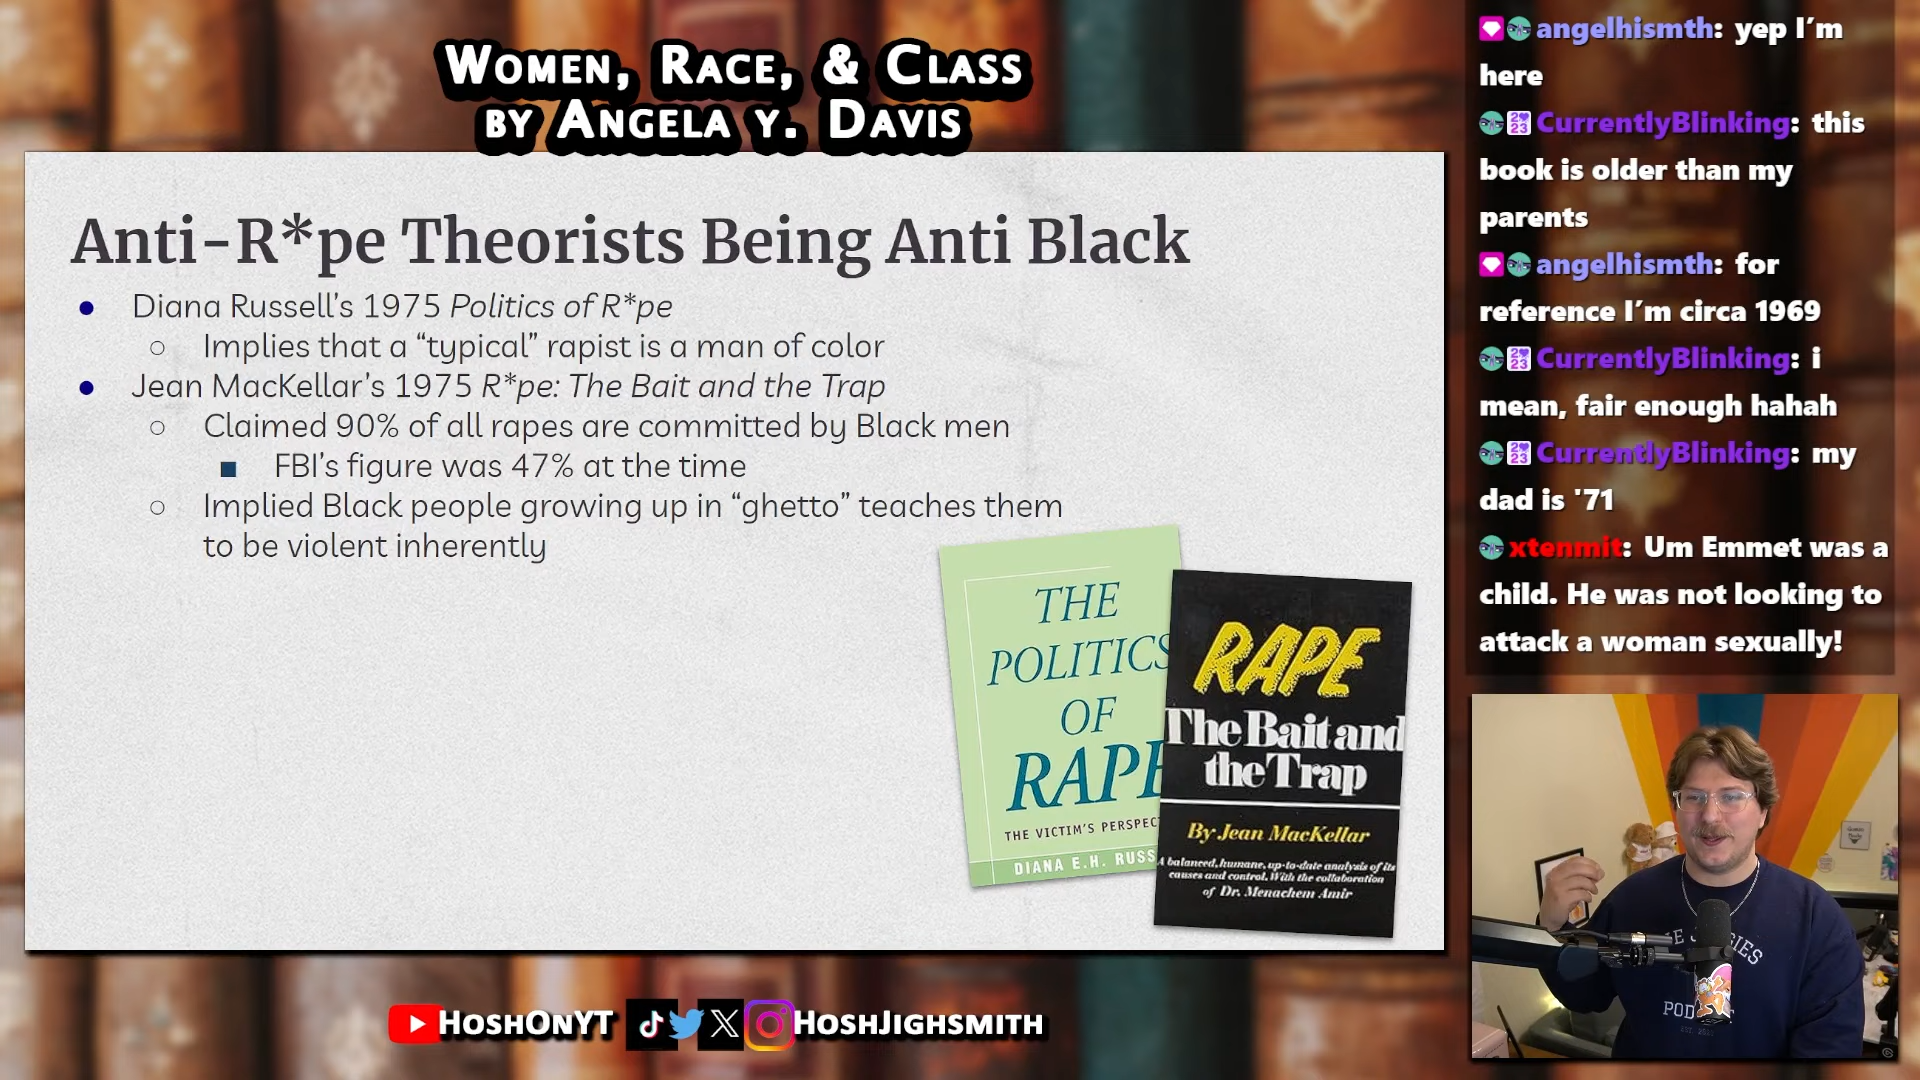 WOMEN, RACE, & CLASS
BY ANGELA Y. DAVIS
Anti-R*pe Theorists Being Anti Black
● Diana Russell's 1975 Politics of R*pe
○ Implies that a “typical” rapist is a man of color
● Jean MacKellar's 1975 R*pe: The Bait and the Trap
○ Claimed 90% of all rapes are committed by Black men
■ FBI's figure was 47% at the time
○ Implied Black people growing up in “ghetto” teaches them
to be violent inherently
THE
POLITICS
OF
RAPE
THE VICTIM'S PERSPEC
DIANA E.H. RUSS
RAPE
The Bait and
the Trap
By Jean MacKellar
A balanced, humane, up-to-date analysis of its
causes and control. With the collaboration
of Dr. Menachem Amir
angelhismth: yep I'm
here
CurrentlyBlinking: this
book is older than my
parents
angelhismth: for
reference I'm circa 1969
CurrentlyBlinking: i
mean, fair enough hahah
CurrentlyBlinking: my
dad is '71
xtenmit: Um Emmet was a
child. He was not looking to
attack a woman sexually!
HOSHONYT
HOSHJIGHSMITH